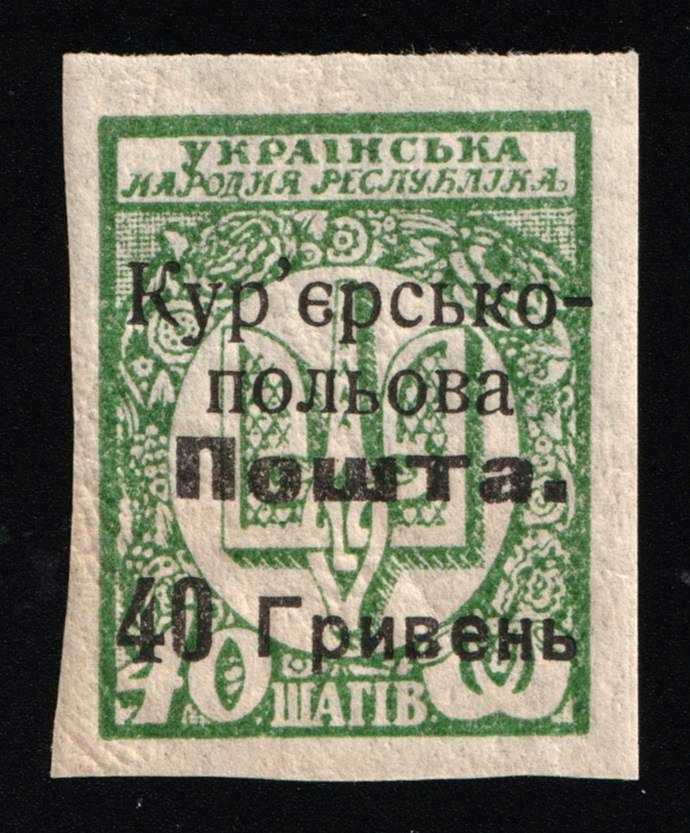 УКРАЇНСЬКА
НАРОДНЯ РЕСПУБЛІКА.
Кур’єрсько-
польова
Пошта.
40 Гривень
40 ШАГІВ.